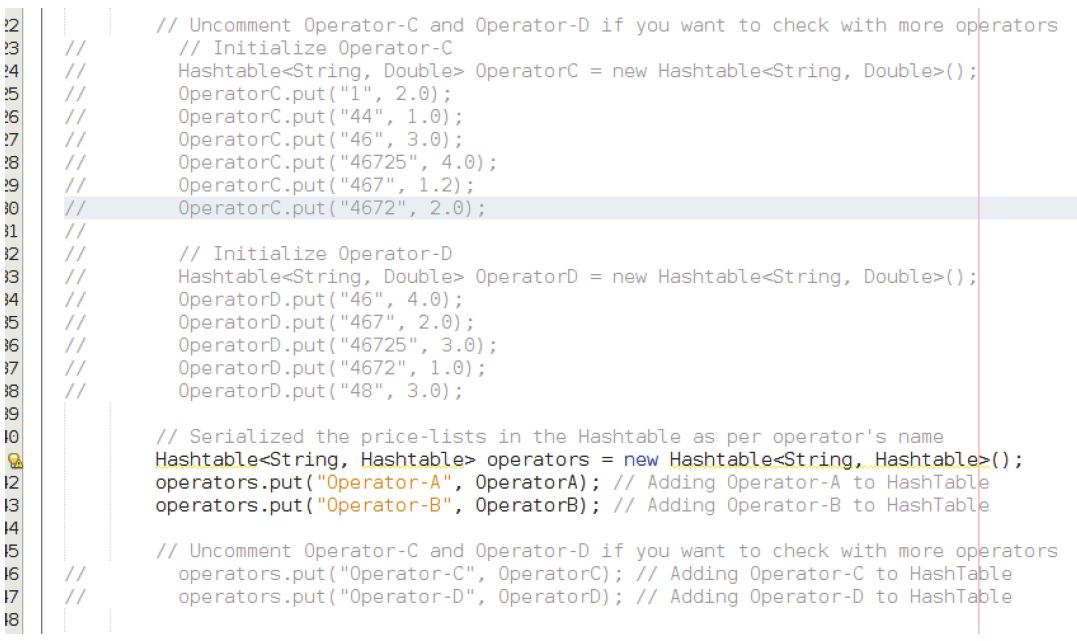 22 // Uncomment Operator-C and Operator-D if you want to check with more operators
23 // // Initialize Operator-C
24 // Hashtable<String, Double> OperatorC = new Hashtable<String, Double>();
25 // OperatorC.put("1", 2.0);
26 // OperatorC.put("44", 1.0);
27 // OperatorC.put("46", 3.0);
28 // OperatorC.put("46725", 4.0);
29 // OperatorC.put("467", 1.2);
30 // OperatorC.put("4672", 2.0);
31 //
32 // // Initialize Operator-D
33 // Hashtable<String, Double> OperatorD = new Hashtable<String, Double>();
34 // OperatorD.put("46", 4.0);
35 // OperatorD.put("467", 2.0);
36 // OperatorD.put("46725", 3.0);
37 // OperatorD.put("4672", 1.0);
38 // OperatorD.put("48", 3.0);
39
40 // Serialized the price-lists in the Hashtable as per operator's name
Hashtable<String, Hashtable> operators = new Hashtable<String, Hashtable>();
42 operators.put("Operator-A", OperatorA); // Adding Operator-A to HashTable
43 operators.put("Operator-B", OperatorB); // Adding Operator-B to HashTable
44
45 // Uncomment Operator-C and Operator-D if you want to check with more operators
46 // operators.put("Operator-C", OperatorC); // Adding Operator-C to HashTable
47 // operators.put("Operator-D", OperatorD); // Adding Operator-D to HashTable
48